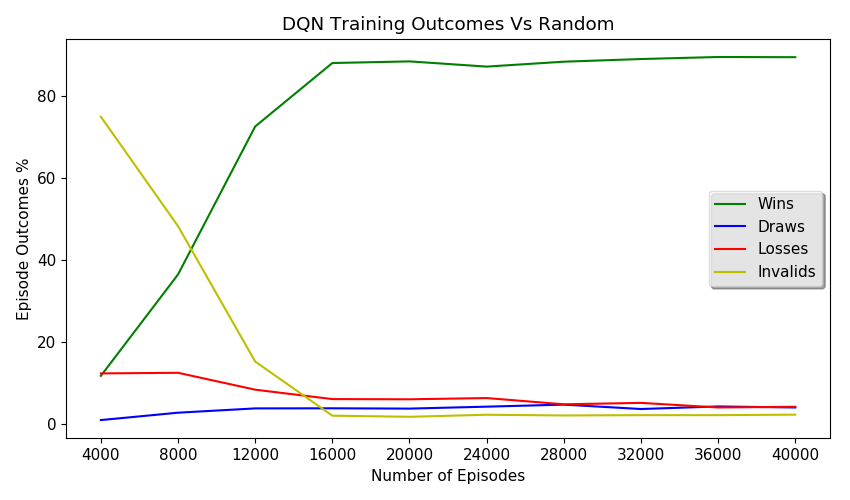 DQN Training Outcomes Vs Random
Episode Outcomes %
80
60
40
20
0
Wins
Draws
Losses
Invalids
4000 8000 12000 16000 20000 24000 28000 32000 36000 40000
Number of Episodes